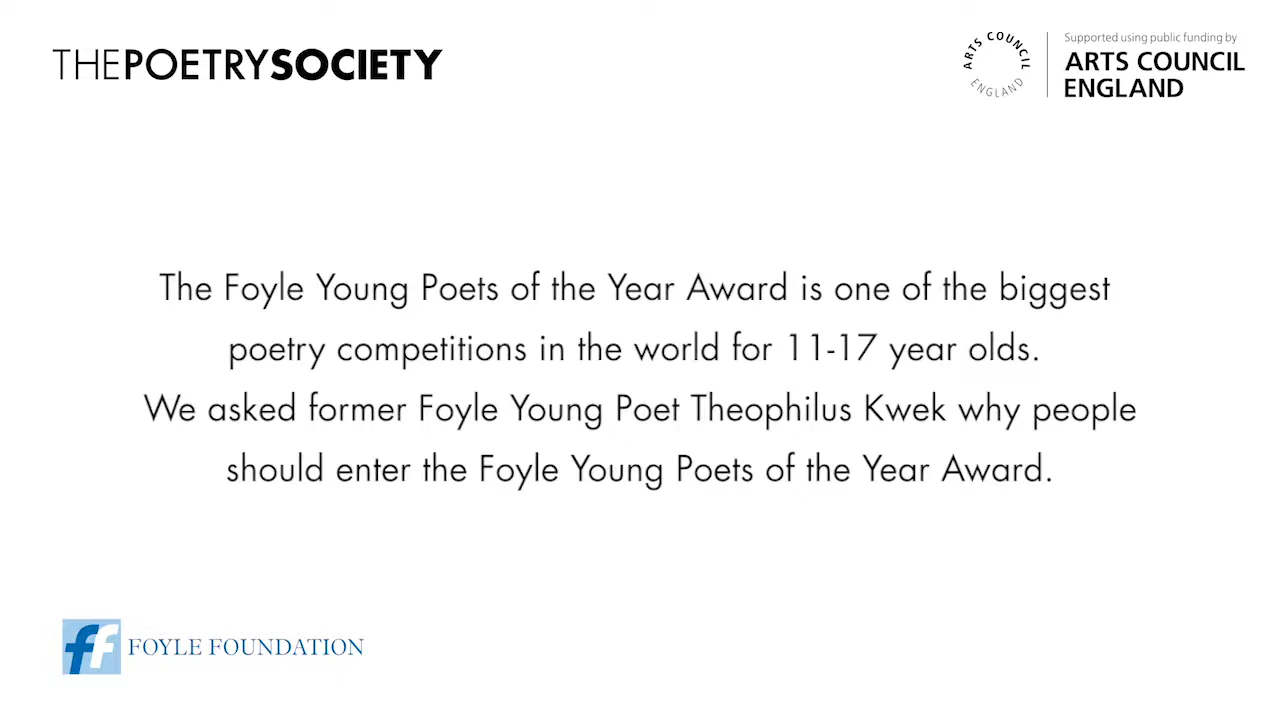 THEPOETRYSOCIETY
ARTS COUNCIL ENGLAND
Supported using public funding by
ARTS COUNCIL
ENGLAND
The Foyle Young Poets of the Year Award is one of the biggest
poetry competitions in the world for 11-17 year olds.
We asked former Foyle Young Poet Theophilus Kwek why people
should enter the Foyle Young Poets of the Year Award.
ff FOYLE FOUNDATION